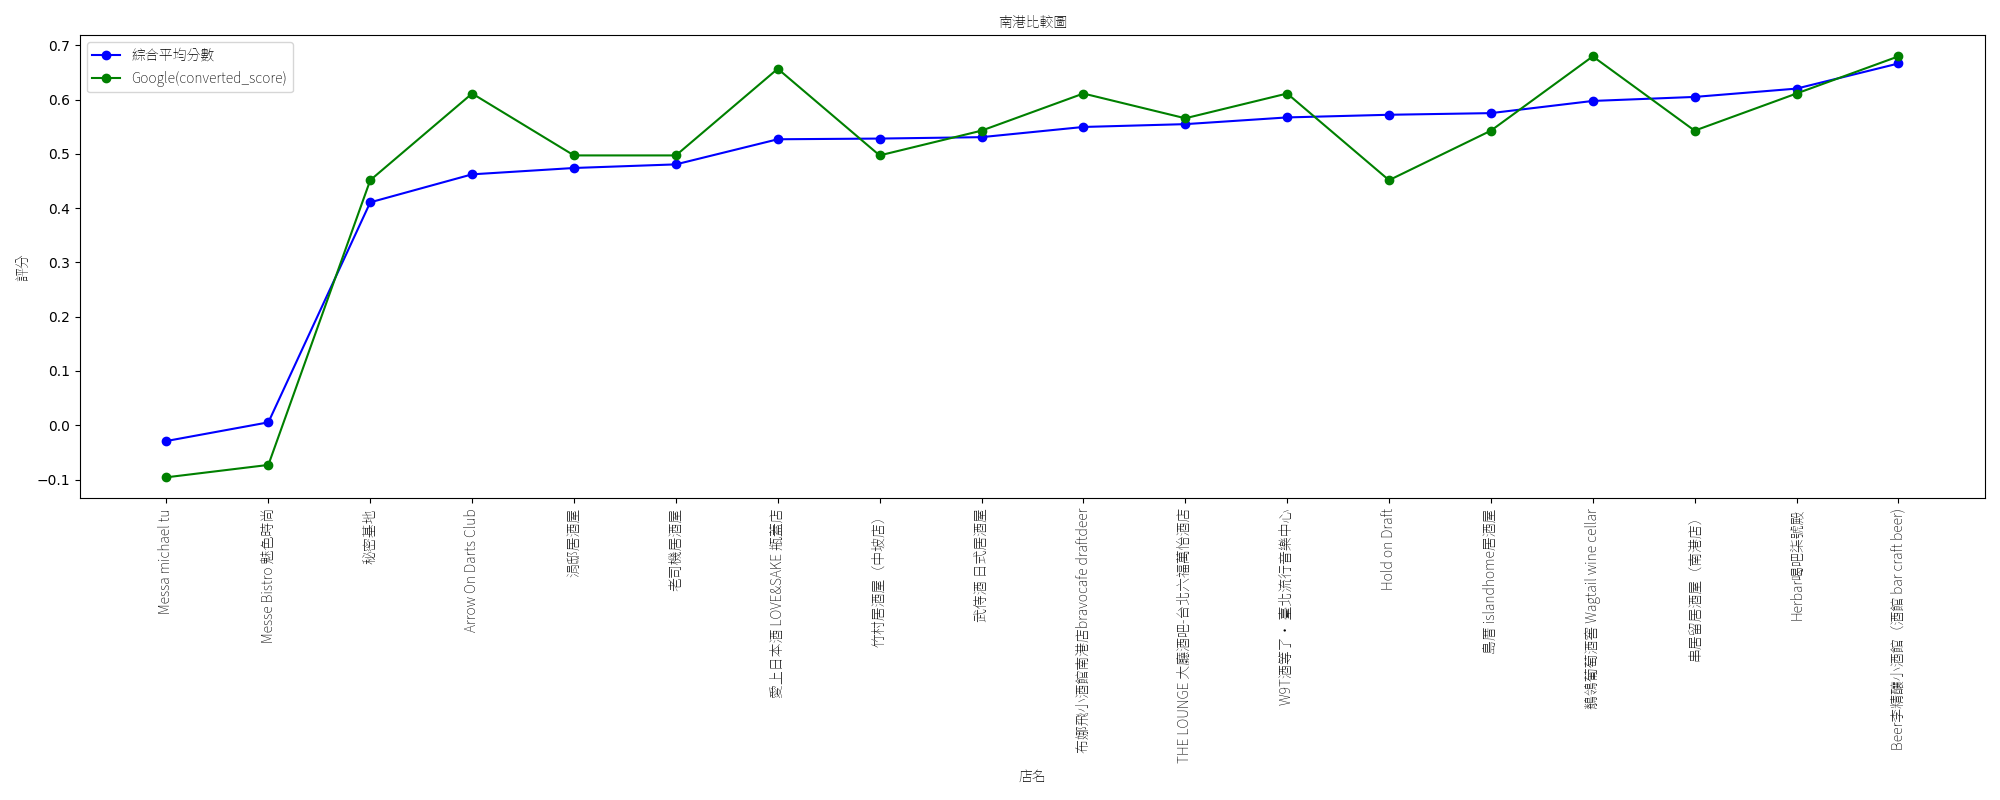 南港比較圖
綜合平均分數
Google(converted_score)
0.7
0.6
0.5
0.4
0.3
0.2
0.1
0.0
−0.1
評分
Messa michael tu
Messe Bistro 魅色時尚
秘密基地
Arrow On Darts Club
渦邸居酒屋
老司機居酒屋
愛上日本酒 LOVE&SAKE 瓶蓋店
竹村居酒屋（中坡店）
武侍酒 日式居酒屋
布娜飛小酒館南港店bravocafe draftdeer
THE LOUNGE 大廳酒吧-台北六福萬怡酒店
W9T酒等了・臺北流行音樂中心
Hold on Draft
島厝 islandhome居酒屋
鶺鴒葡萄酒窖 Wagtail wine cellar
串居留居酒屋（南港店）
Herbar喝吧柒號殿
Beer李精釀小酒館（酒館 bar craft beer)
店名